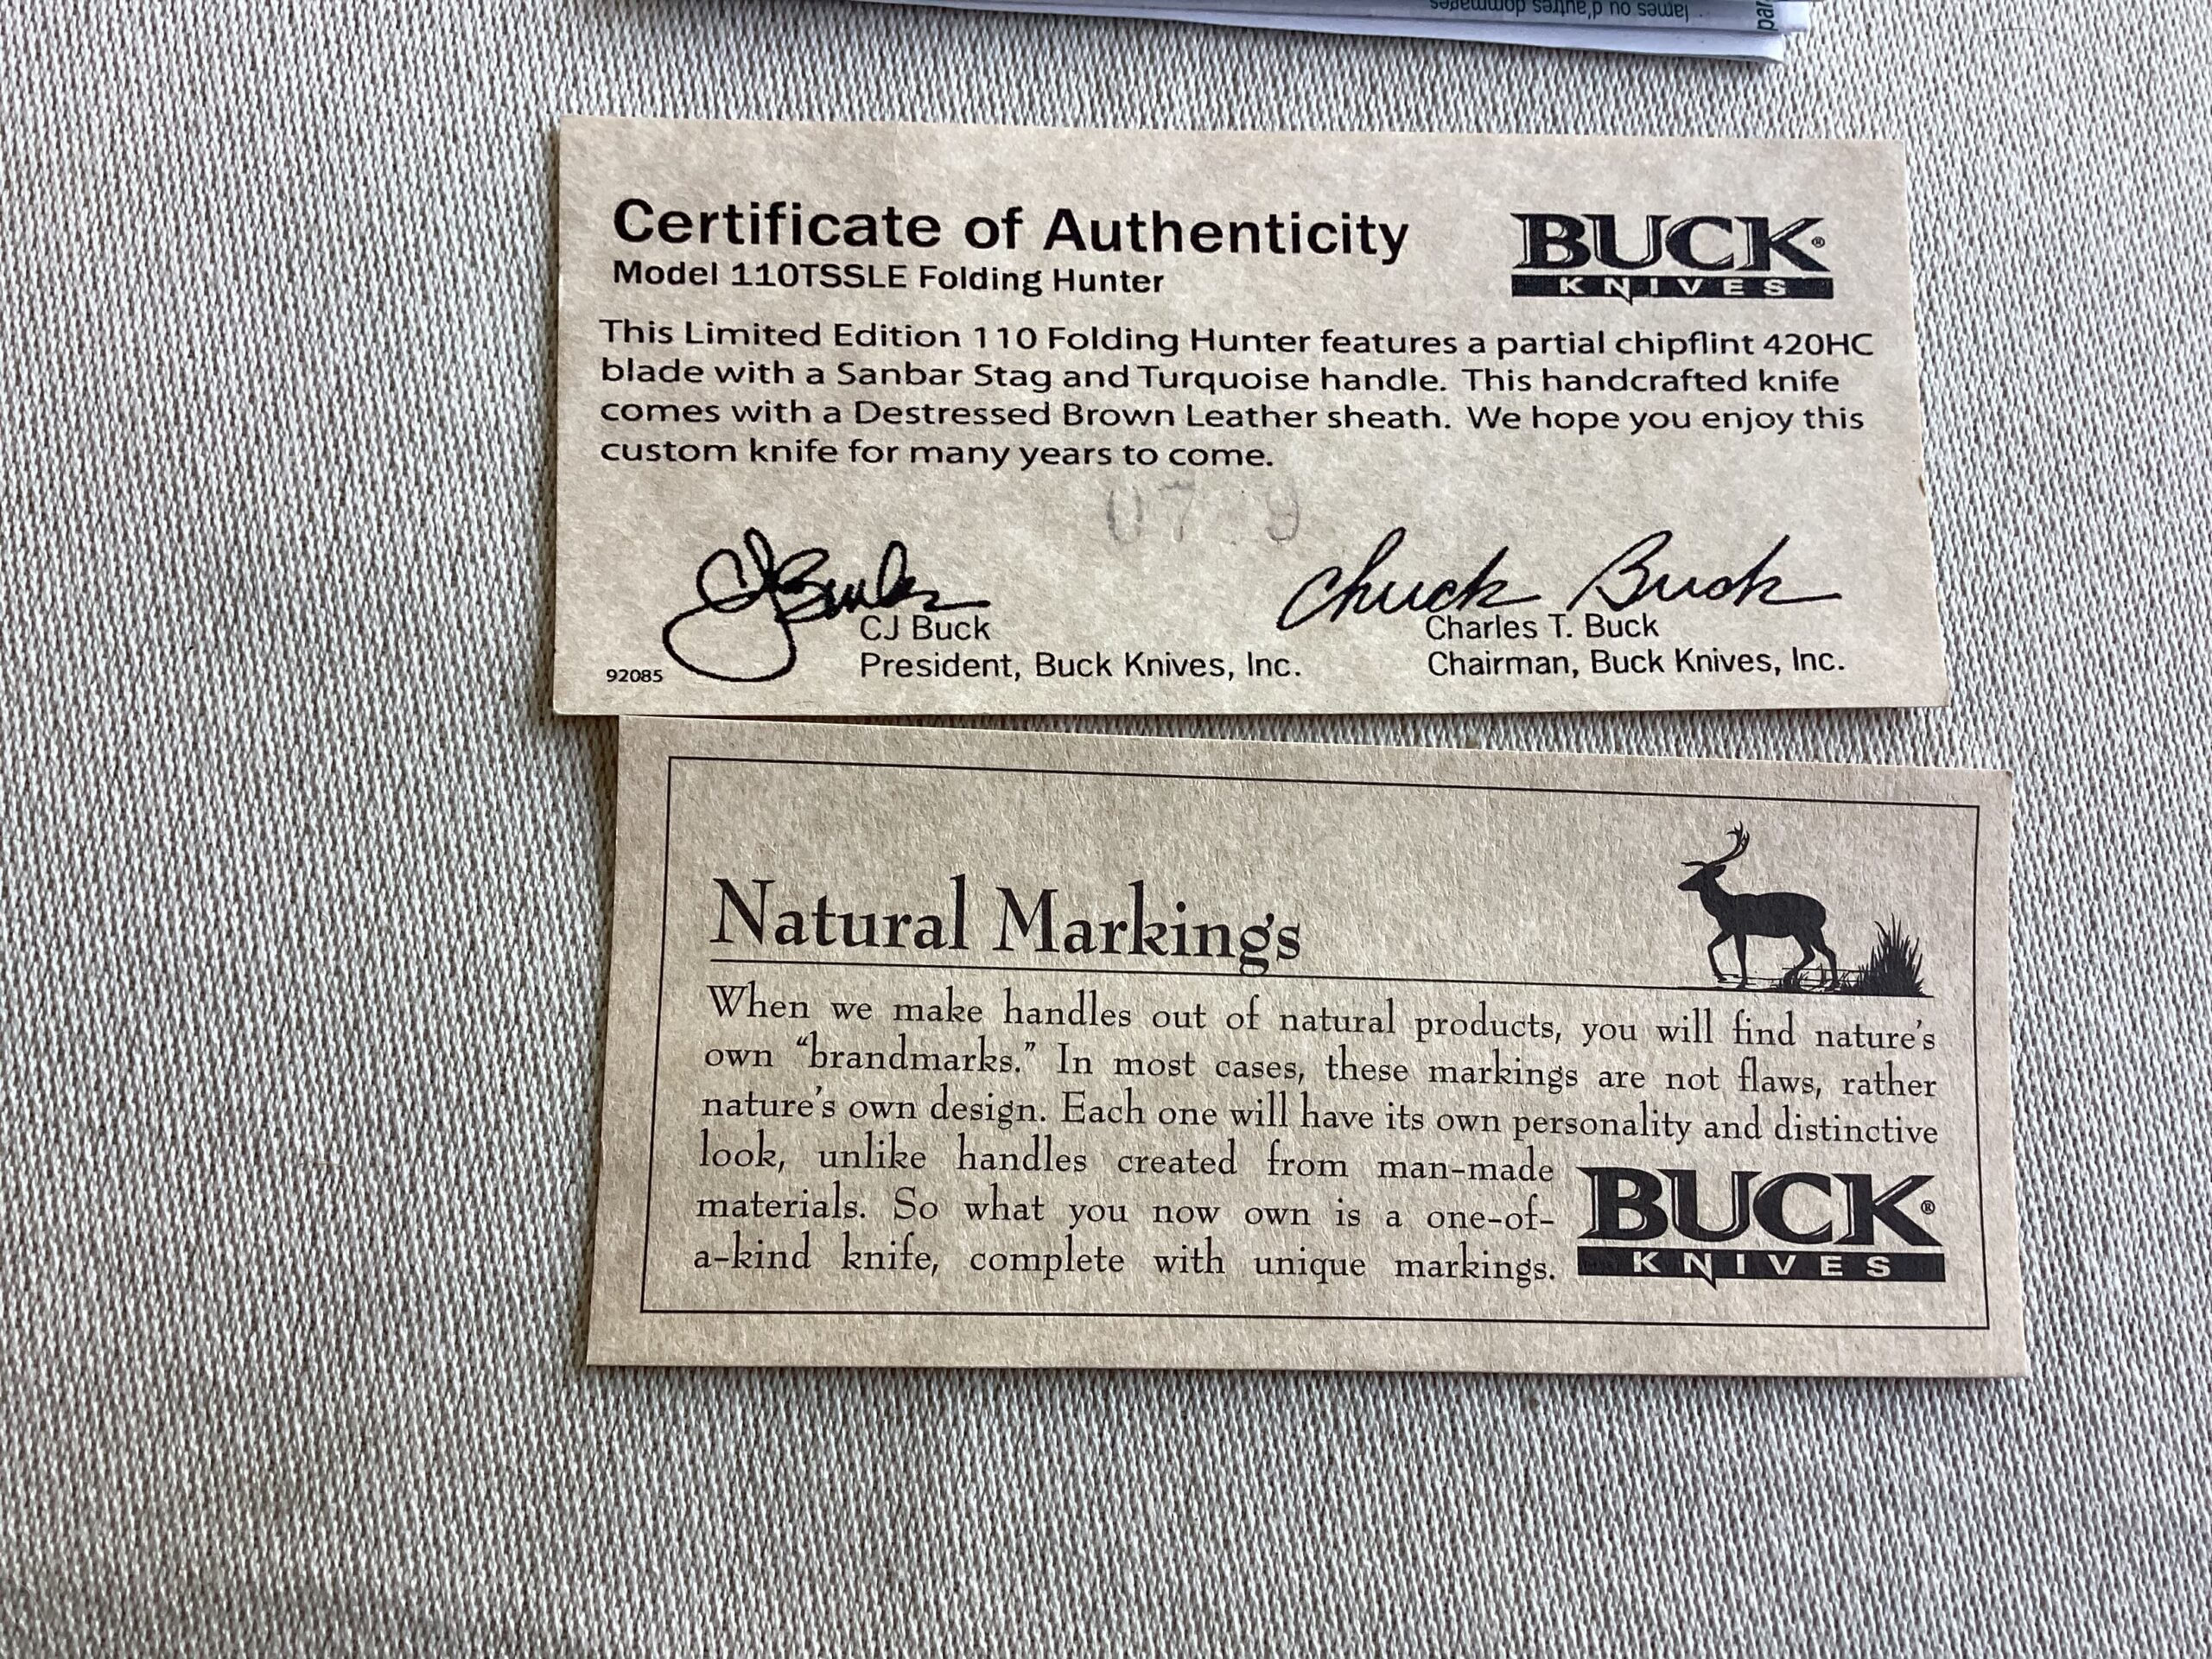 lames ou d'autres dommages
Certificate of Authenticity
BUCK®
KNIVES
Model 110TSSLE Folding Hunter
This Limited Edition 110 Folding Hunter features a partial chipflint 420HC
blade with a Sanbar Stag and Turquoise handle. This handcrafted knife
comes with a Destressed Brown Leather sheath. We hope you enjoy this
custom knife for many years to come.
CJ Buck
Chuck Buck
CJ Buck
Charles T. Buck
President, Buck Knives, Inc.
Chairman, Buck Knives, Inc.
92085
Natural Markings
When we make handles out of natural products, you will find nature's
own “brandmarks.” In most cases, these markings are not flaws, rather
nature's own design. Each one will have its own personality and distinctive
look, unlike handles created from man-made
materials. So what you now own is a one-of-
a-kind knife, complete with unique markings.
BUCK®
KNIVES